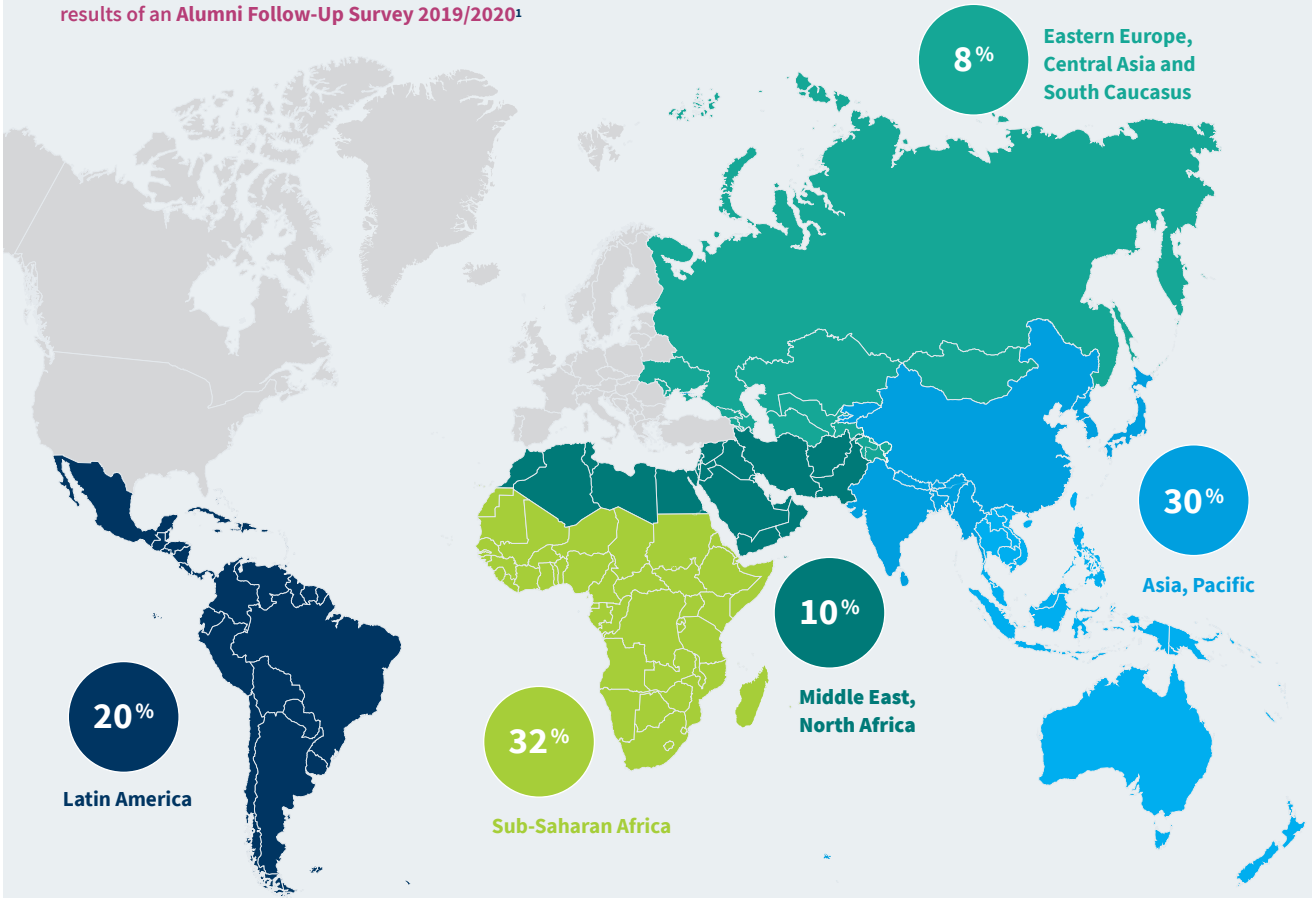 results of an Alumni Follow-Up Survey 2019/2020¹
8%
Eastern Europe,
Central Asia and
South Caucasus
30%
Asia, Pacific
10%
Middle East,
North Africa
20%
Latin America
32%
Sub-Saharan Africa